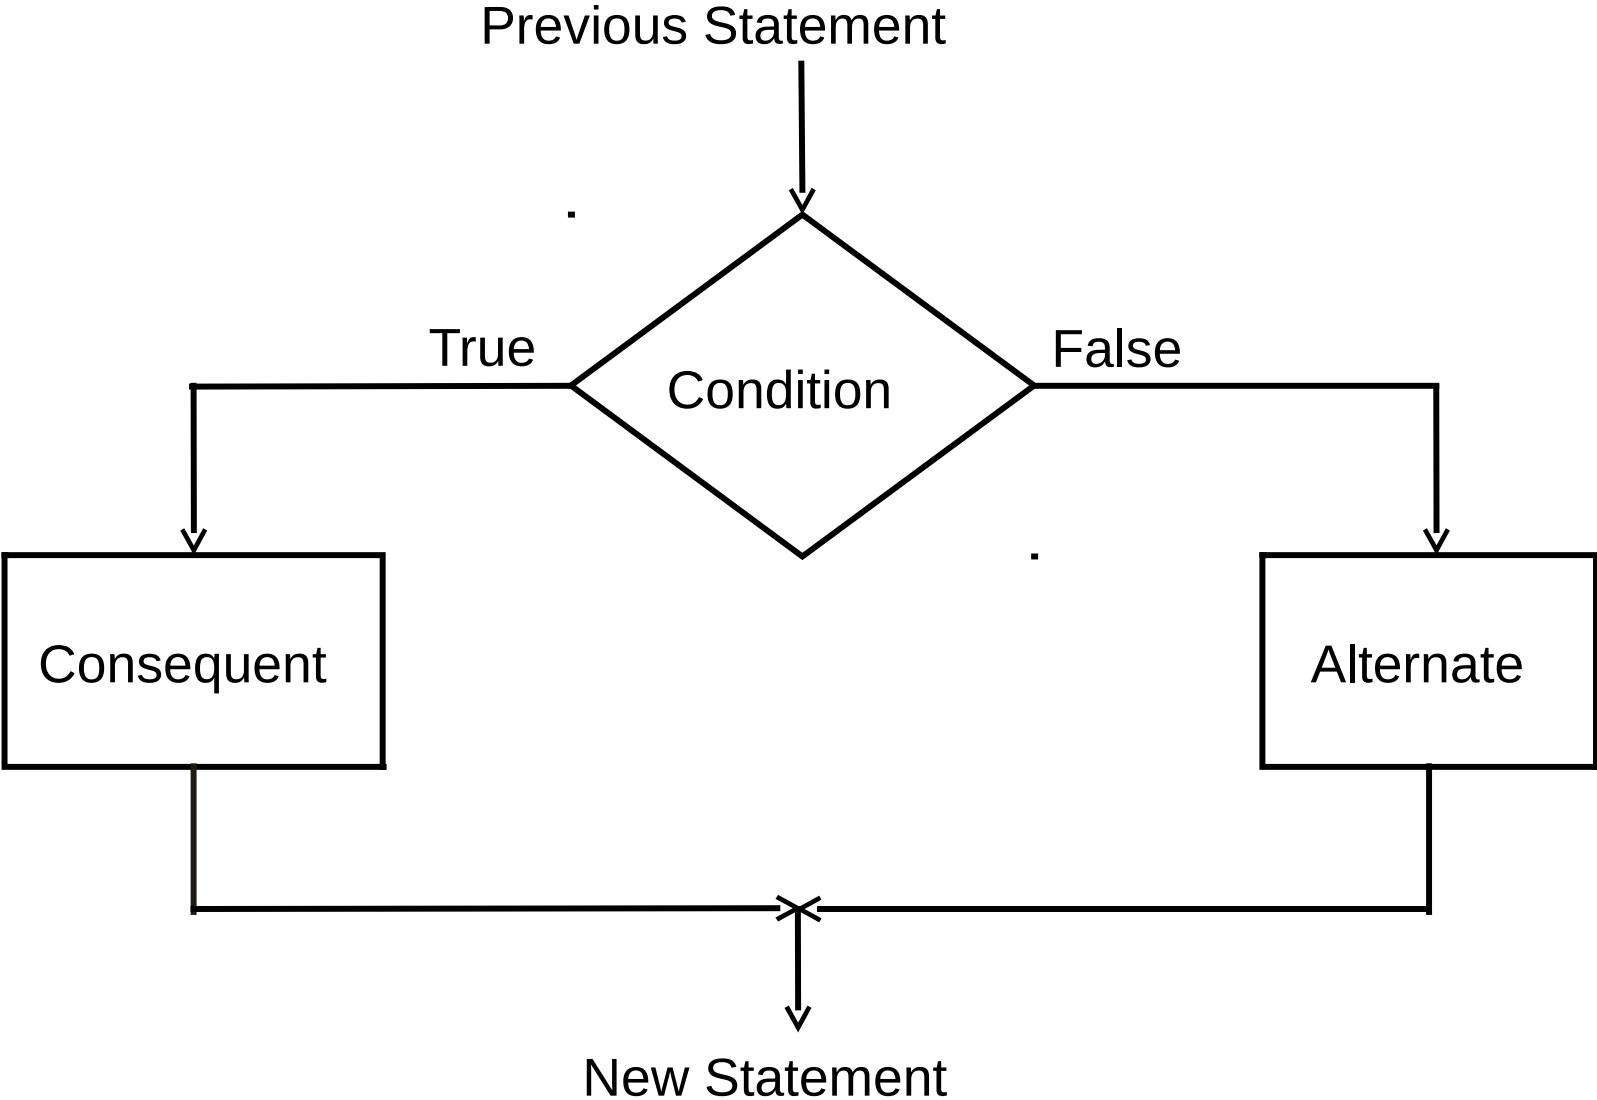 Previous Statement
True
False
Condition
Consequent
Alternate
New Statement